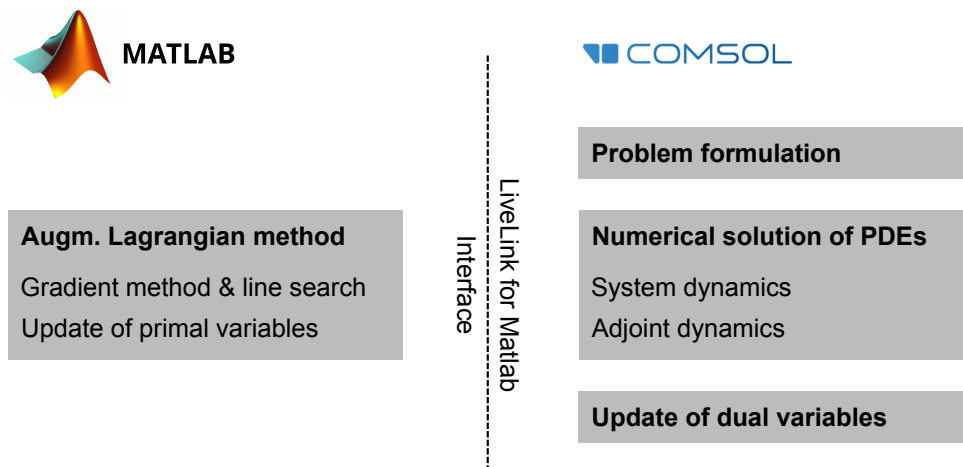 MATLAB
COMSOL
Problem formulation
Augm. Lagrangian method
Gradient method & line search
Update of primal variables
Interface
LiveLink for Matlab
Numerical solution of PDEs
System dynamics
Adjoint dynamics
Update of dual variables